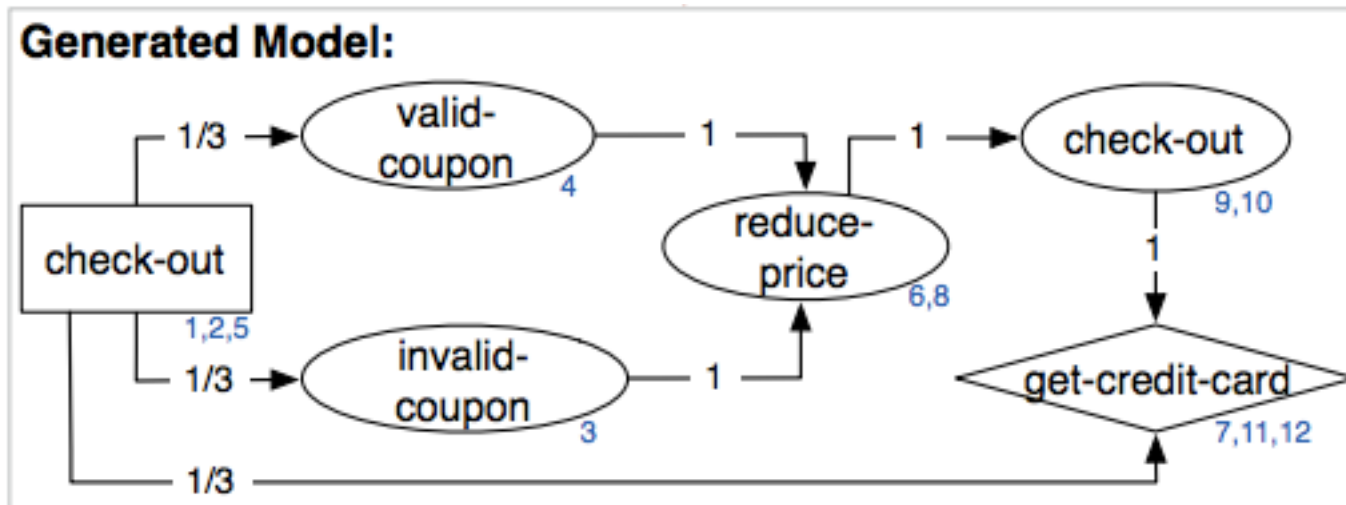 Generated Model:
1/3
valid-
coupon
4
1
1
check-out
9,10
check-out
1,2,5
reduce-
price
6,8
1
1/3
invalid-
coupon
3
1
get-credit-card
7,11,12
1/3